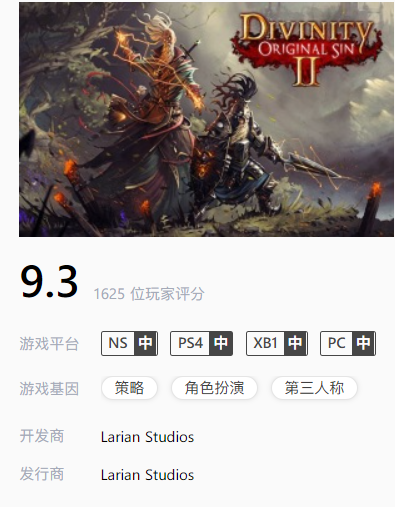 DIVINITY
ORIGINAL SIN
II
9.3 1625 位玩家评分
游戏平台 NS 中 PS4 中 XB1 中 PC 中
游戏基因 策略 角色扮演 第三人称
开发商 Larian Studios
发行商 Larian Studios